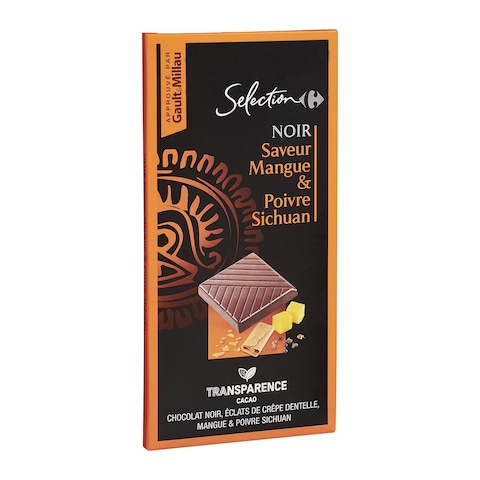 APPROUVÉ PAR
Gault&Millau
Selection
NOIR
Saveur
Mangue
&
Poivre
Sichuan
TRANSPARENCE
CACAO
CHOCOLAT NOIR, ÉCLATS DE CRÊPE DENTELLE,
MANGUE & POIVRE SICHUAN